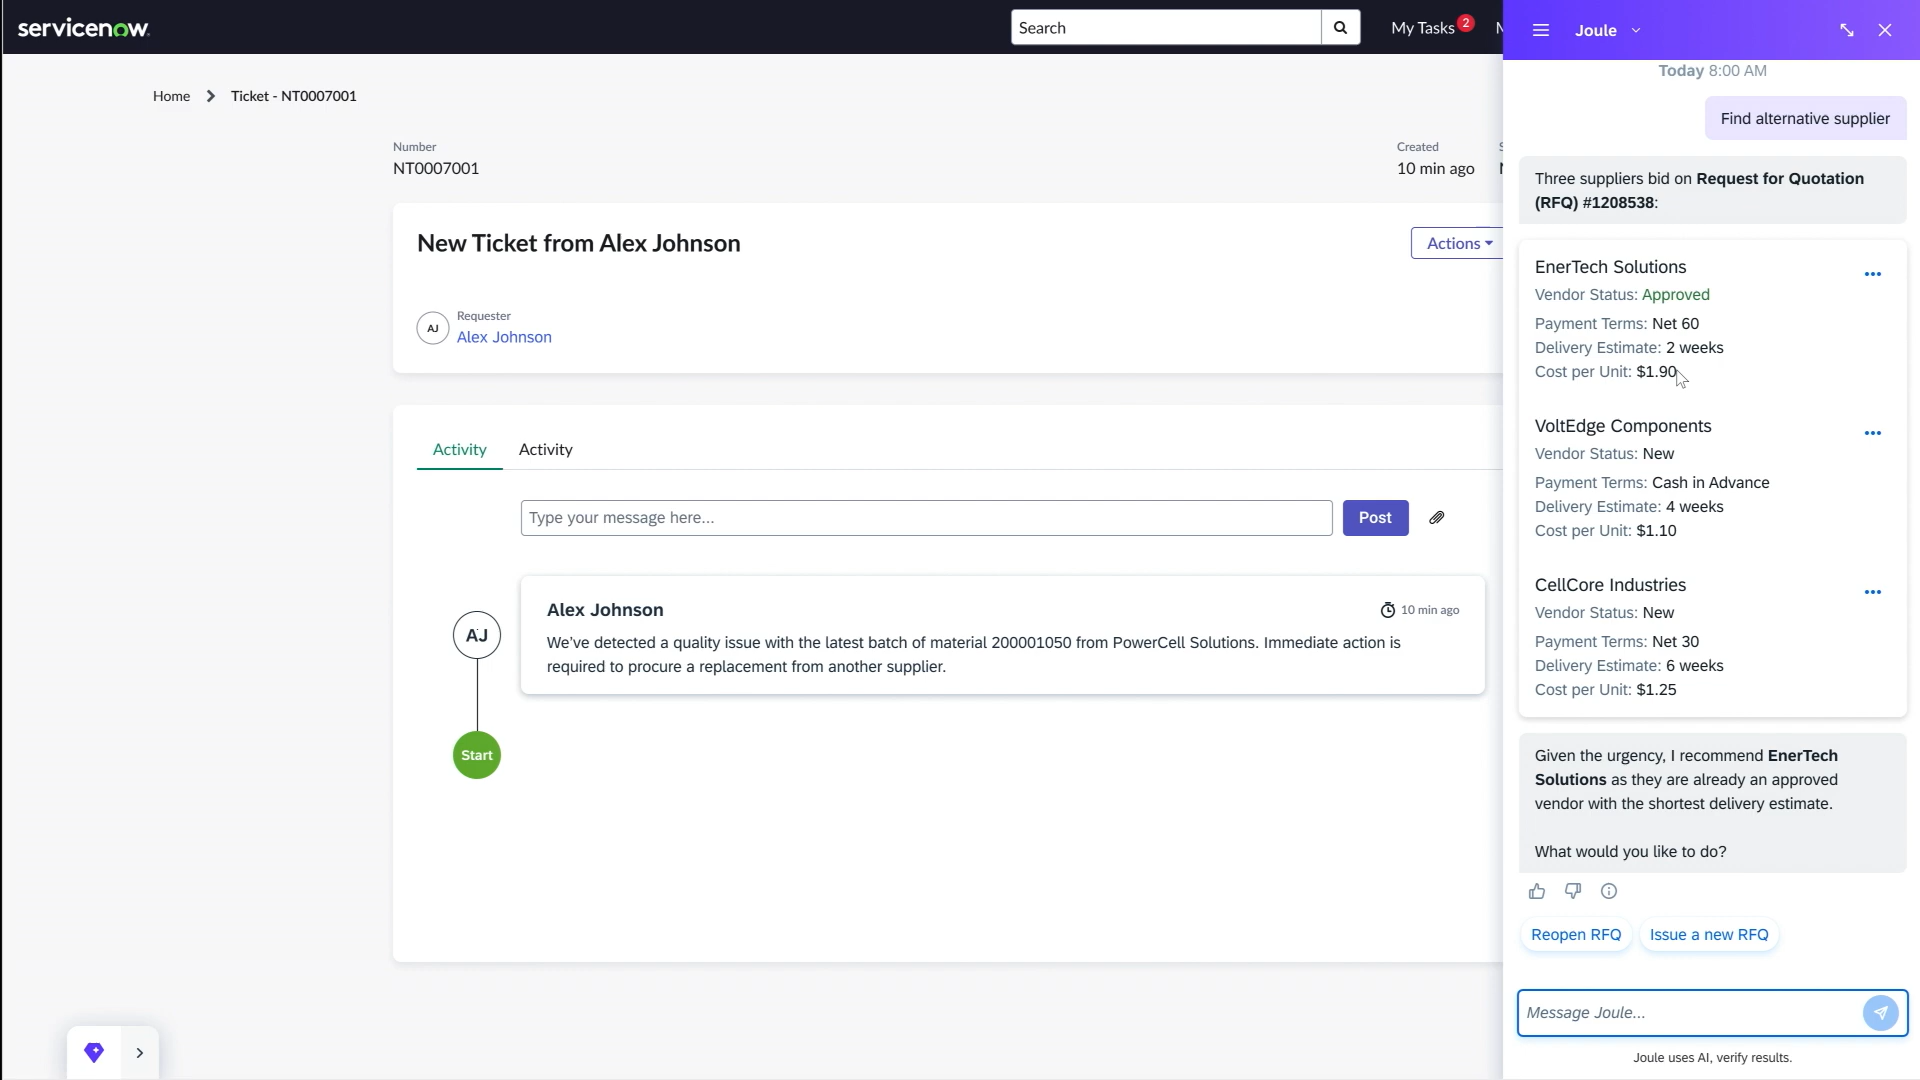 servicenow
Search
My Tasks 2
Joule
Home > Ticket - NT0007001
Number
NT0007001
Created
10 min ago
New Ticket from Alex Johnson
Actions
AJ
Requester
Alex Johnson
Activity
Activity
Type your message here...
Post
AJ
Alex Johnson
10 min ago
We've detected a quality issue with the latest batch of material 200001050 from PowerCell Solutions. Immediate action is
required to procure a replacement from another supplier.
Start
Today 8:00 AM
Find alternative supplier
Three suppliers bid on Request for Quotation
(RFQ) #1208538:
EnerTech Solutions
Vendor Status: Approved
Payment Terms: Net 60
Delivery Estimate: 2 weeks
Cost per Unit: $1.90
VoltEdge Components
Vendor Status: New
Payment Terms: Cash in Advance
Delivery Estimate: 4 weeks
Cost per Unit: $1.10
CellCore Industries
Vendor Status: New
Payment Terms: Net 30
Delivery Estimate: 6 weeks
Cost per Unit: $1.25
Given the urgency, I recommend EnerTech
Solutions as they are already an approved
vendor with the shortest delivery estimate.
What would you like to do?
Reopen RFQ
Issue a new RFQ
Message Joule...
Joule uses AI, verify results.